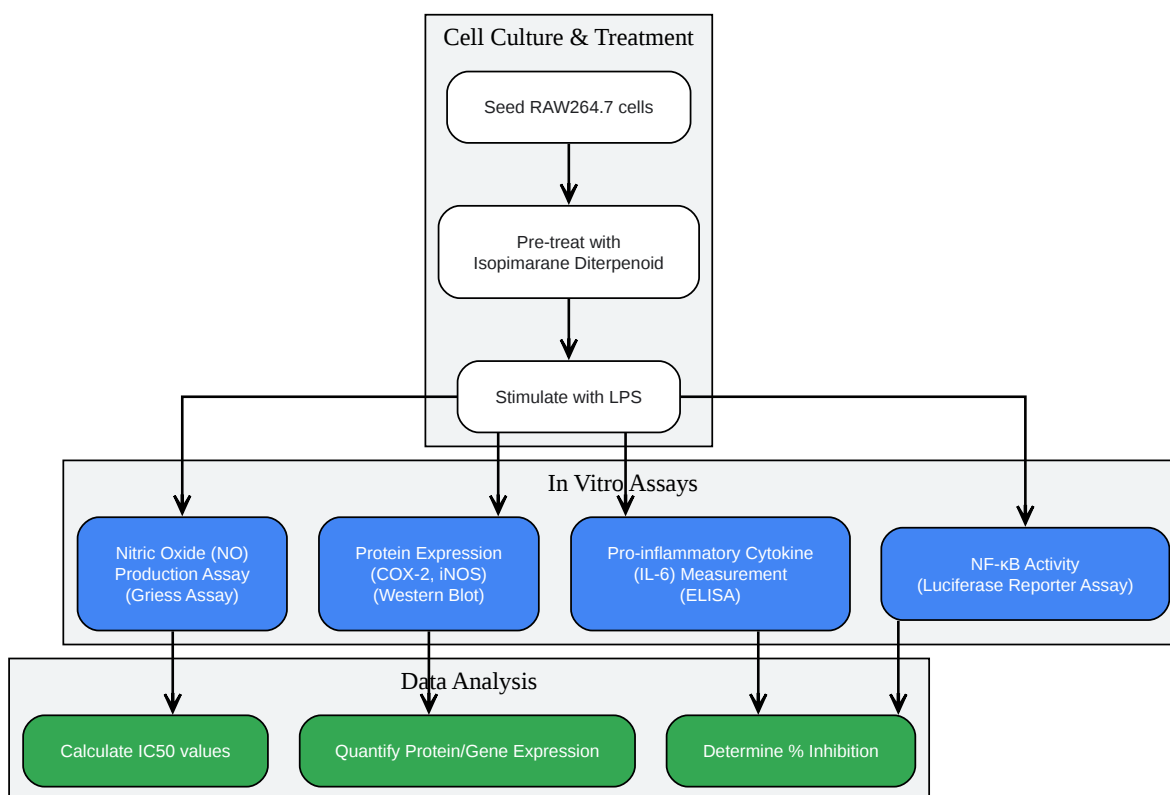 Cell Culture & Treatment
Seed RAW264.7 cells
Pre-treat with
Isopimarane Diterpenoid
Stimulate with LPS
In Vitro Assays
Nitric Oxide (NO)
Production Assay
(Griess Assay)
Protein Expression
(COX-2, iNOS)
(Western Blot)
Pro-inflammatory Cytokine
(IL-6) Measurement
(ELISA)
NF-κB Activity
(Luciferase Reporter Assay)
Data Analysis
Calculate IC50 values
Quantify Protein/Gene Expression
Determine % Inhibition